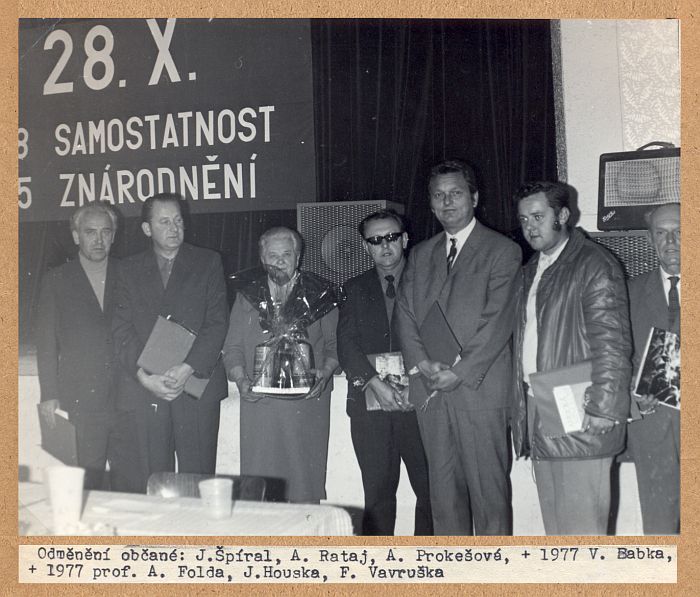 28. X.
8 SAMOSTATNOST
5 ZNÁRODNĚNÍ
Odměnění občané: J.Špíral, A. Rataj, A. Prokešová, + 1977 V. Babka,
+ 1977 prof. A. Folda, J.Houska, F. Vavruška